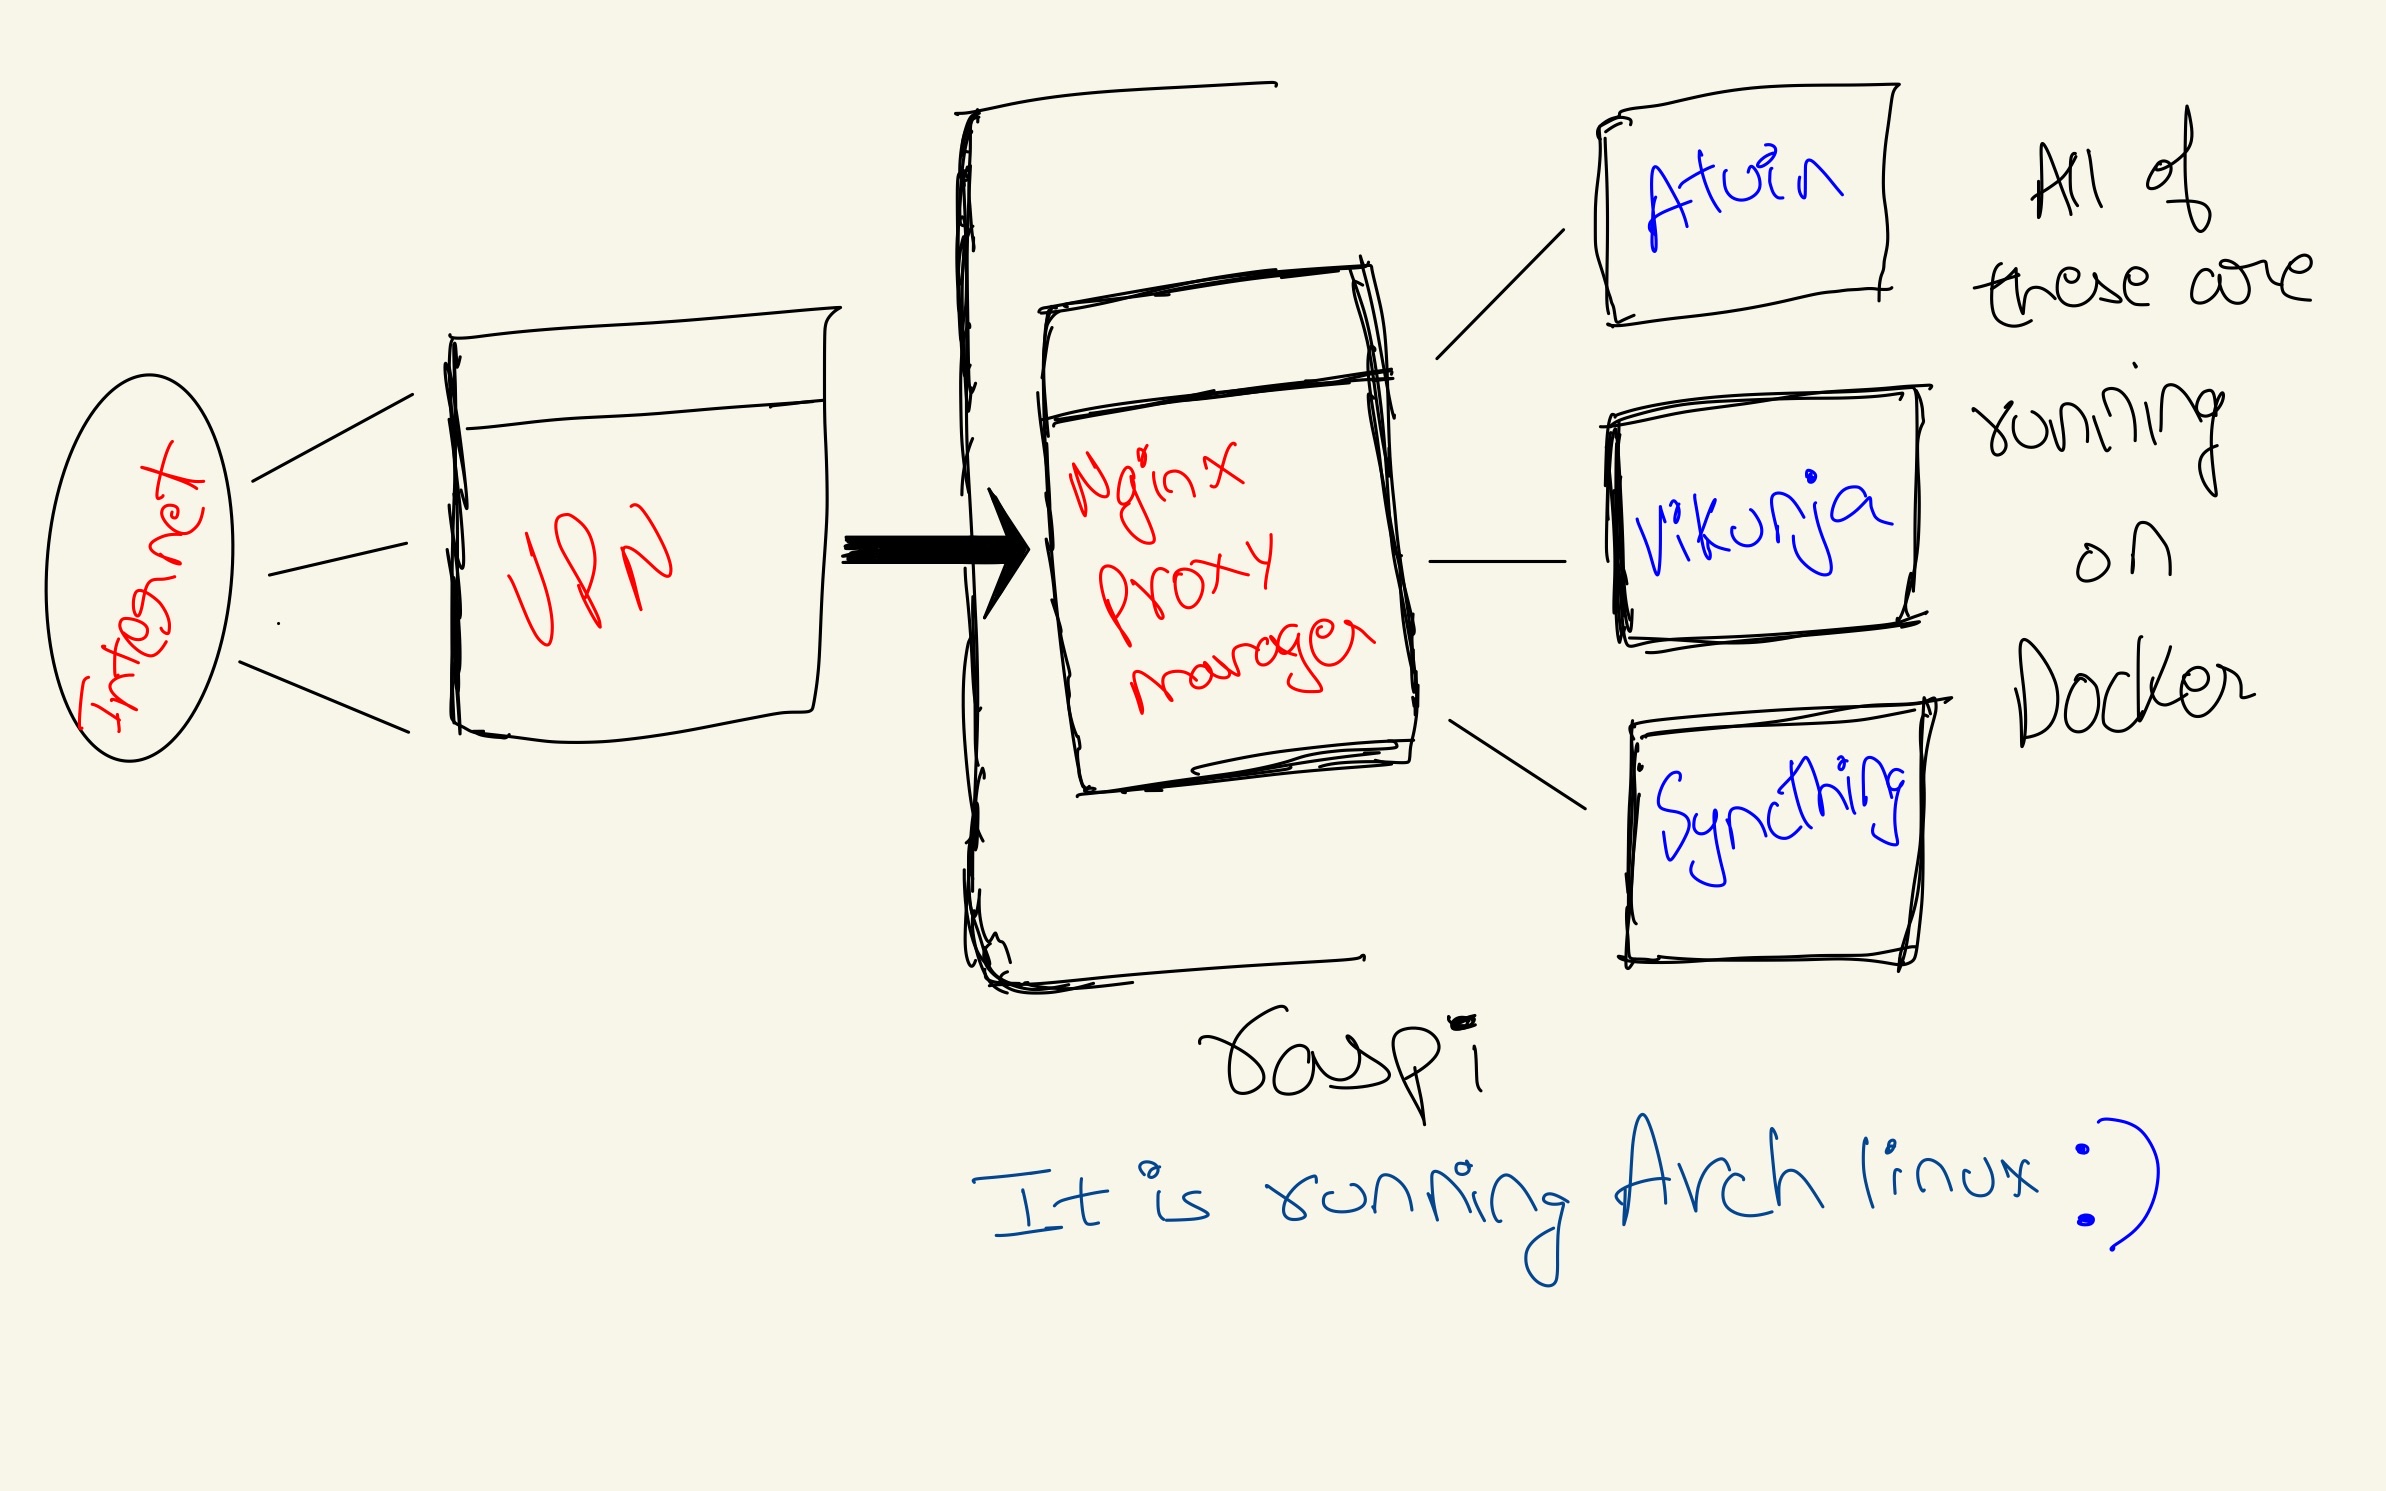 Internet
VPN
Nginx
Proxy
manager
Atuin
Vikunja
Syncthing
All of
these are
running
on
Docker
raspi
It is running Arch linux :)